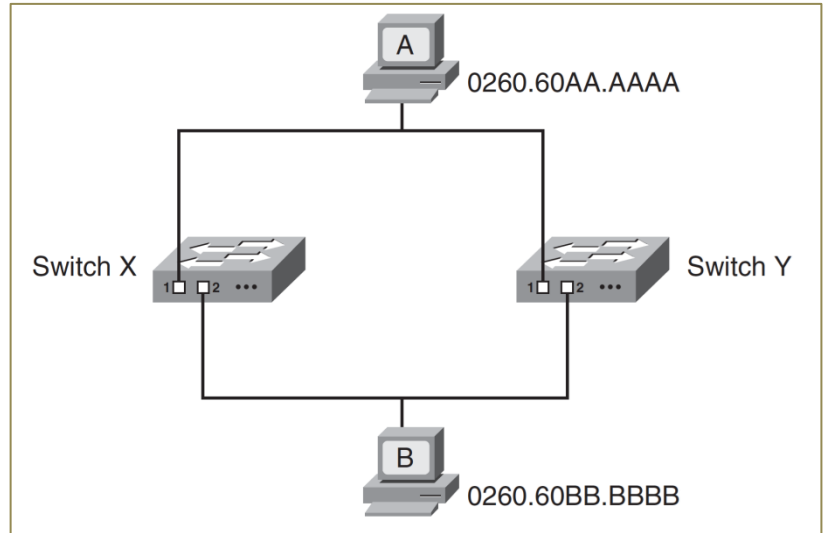 A
0260.60AA.AAAA
Switch X
1 2 •••
1 2 •••
Switch Y
B
0260.60BB.BBBB